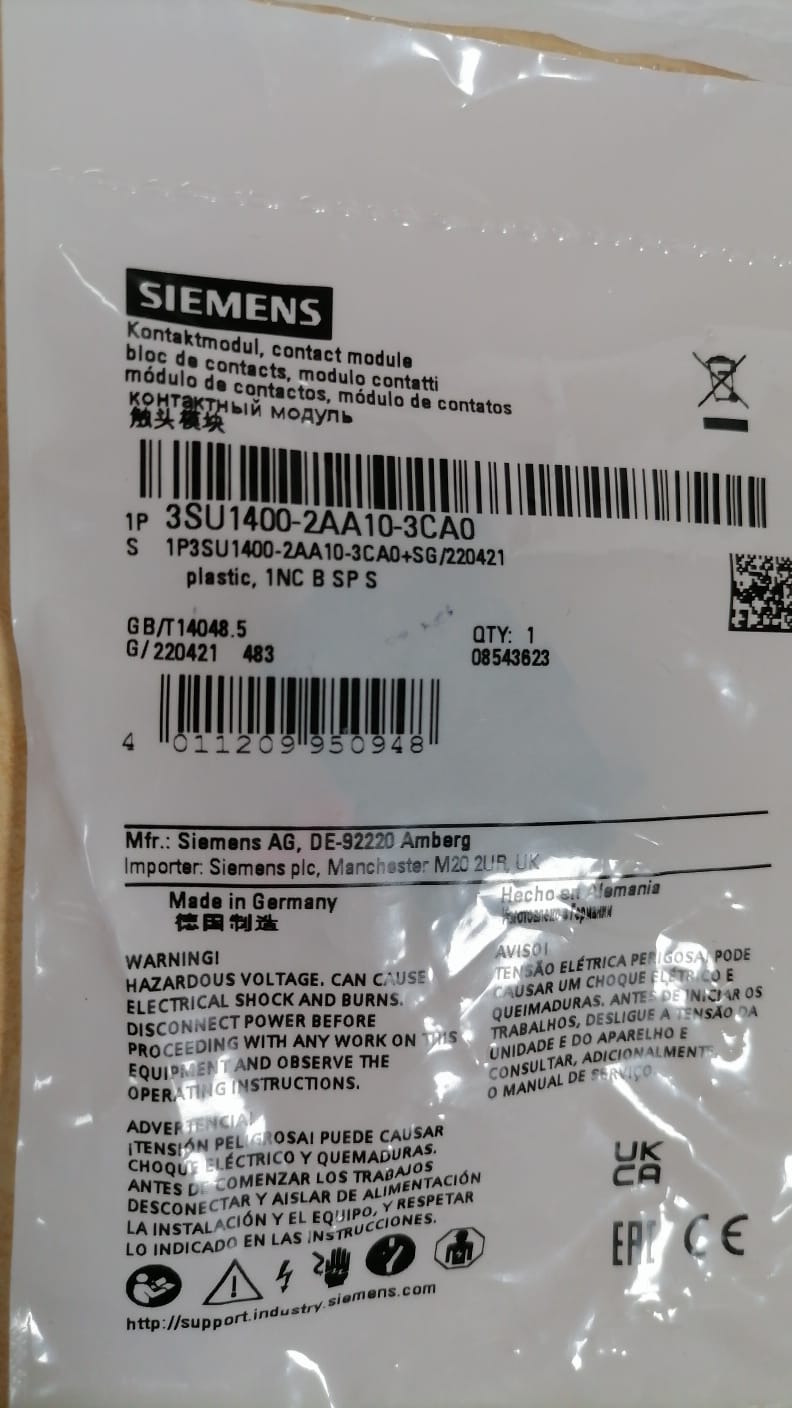 SIEMENS
Kontaktmodul, contact module
bloc de contacts, modulo contatti
módulo de contactos, módulo de contatos
контактный модуль
触头模块
1P 3SU1400-2AA10-3CA0
S 1P3SU1400-2AA10-3CA0+SG/220421
plastic, 1NC B SP S
GB/T14048.5
G/220421 483
QTY: 1
08543623
4 011209 950948
Mfr.: Siemens AG, DE-92220 Amberg
Importer: Siemens plc, Manchester M20 2UR, UK
Made in Germany
德国制造
Hecho en Alemania
Изготовлено в Германии
WARNING!
HAZARDOUS VOLTAGE. CAN CAUSE
ELECTRICAL SHOCK AND BURNS.
DISCONNECT POWER BEFORE
PROCEEDING WITH ANY WORK ON THIS
EQUIPMENT AND OBSERVE THE
OPERATING INSTRUCTIONS.
AVISO!
TENSÃO ELÉTRICA PERIGOSA! PODE
CAUSAR UM CHOQUE ELÉTRICO E
QUEIMADURAS. ANTES DE INICIAR OS
TRABALHOS, DESLIGUE A TENSÃO DA
UNIDADE E DO APARELHO E
CONSULTAR, ADICIONALMENTE,
O MANUAL DE SERVIÇO.
ADVERTENCIA!
¡TENSIÓN PELIGROSA! PUEDE CAUSAR
CHOQUE ELÉCTRICO Y QUEMADURAS.
ANTES DE COMENZAR LOS TRABAJOS
DESCONECTAR Y AISLAR DE ALIMENTACIÓN
LA INSTALACIÓN Y EL EQUIPO, Y RESPETAR
LO INDICADO EN LAS INSTRUCCIONES.
UK
CA
EAC CE
http://support.industry.siemens.com